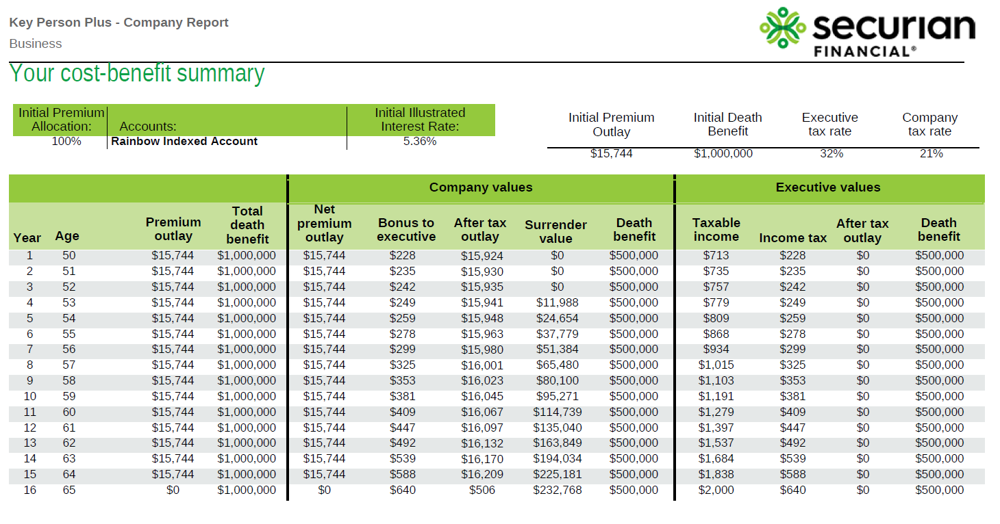 Key Person Plus - Company Report
Business
securian
FINANCIAL®
Your cost-benefit summary
Initial Premium Allocation: Accounts: Initial Illustrated Interest Rate:
100% Rainbow Indexed Account 5.36%
Initial Premium Outlay Initial Death Benefit Executive tax rate Company tax rate
$15,744 $1,000,000 32% 21%
Company values Executive values
Year Age Premium outlay Total death benefit Net premium outlay Bonus to executive After tax outlay Surrender value Death benefit Taxable income Income tax After tax outlay Death benefit
1 50 $15,744 $1,000,000 $15,744 $228 $15,924 $0 $500,000 $713 $228 $0 $500,000
2 51 $15,744 $1,000,000 $15,744 $235 $15,930 $0 $500,000 $735 $235 $0 $500,000
3 52 $15,744 $1,000,000 $15,744 $242 $15,935 $0 $500,000 $757 $242 $0 $500,000
4 53 $15,744 $1,000,000 $15,744 $249 $15,941 $11,988 $500,000 $779 $249 $0 $500,000
5 54 $15,744 $1,000,000 $15,744 $259 $15,948 $24,654 $500,000 $809 $259 $0 $500,000
6 55 $15,744 $1,000,000 $15,744 $278 $15,963 $37,779 $500,000 $868 $278 $0 $500,000
7 56 $15,744 $1,000,000 $15,744 $299 $15,980 $51,384 $500,000 $934 $299 $0 $500,000
8 57 $15,744 $1,000,000 $15,744 $325 $16,001 $65,480 $500,000 $1,015 $325 $0 $500,000
9 58 $15,744 $1,000,000 $15,744 $353 $16,023 $80,100 $500,000 $1,103 $353 $0 $500,000
10 59 $15,744 $1,000,000 $15,744 $381 $16,045 $95,271 $500,000 $1,191 $381 $0 $500,000
11 60 $15,744 $1,000,000 $15,744 $409 $16,067 $114,739 $500,000 $1,279 $409 $0 $500,000
12 61 $15,744 $1,000,000 $15,744 $447 $16,097 $135,040 $500,000 $1,397 $447 $0 $500,000
13 62 $15,744 $1,000,000 $15,744 $492 $16,132 $163,849 $500,000 $1,537 $492 $0 $500,000
14 63 $15,744 $1,000,000 $15,744 $539 $16,170 $194,034 $500,000 $1,684 $539 $0 $500,000
15 64 $15,744 $1,000,000 $15,744 $588 $16,209 $225,181 $500,000 $1,838 $588 $0 $500,000
16 65 $0 $1,000,000 $0 $640 $506 $232,768 $500,000 $2,000 $640 $0 $500,000